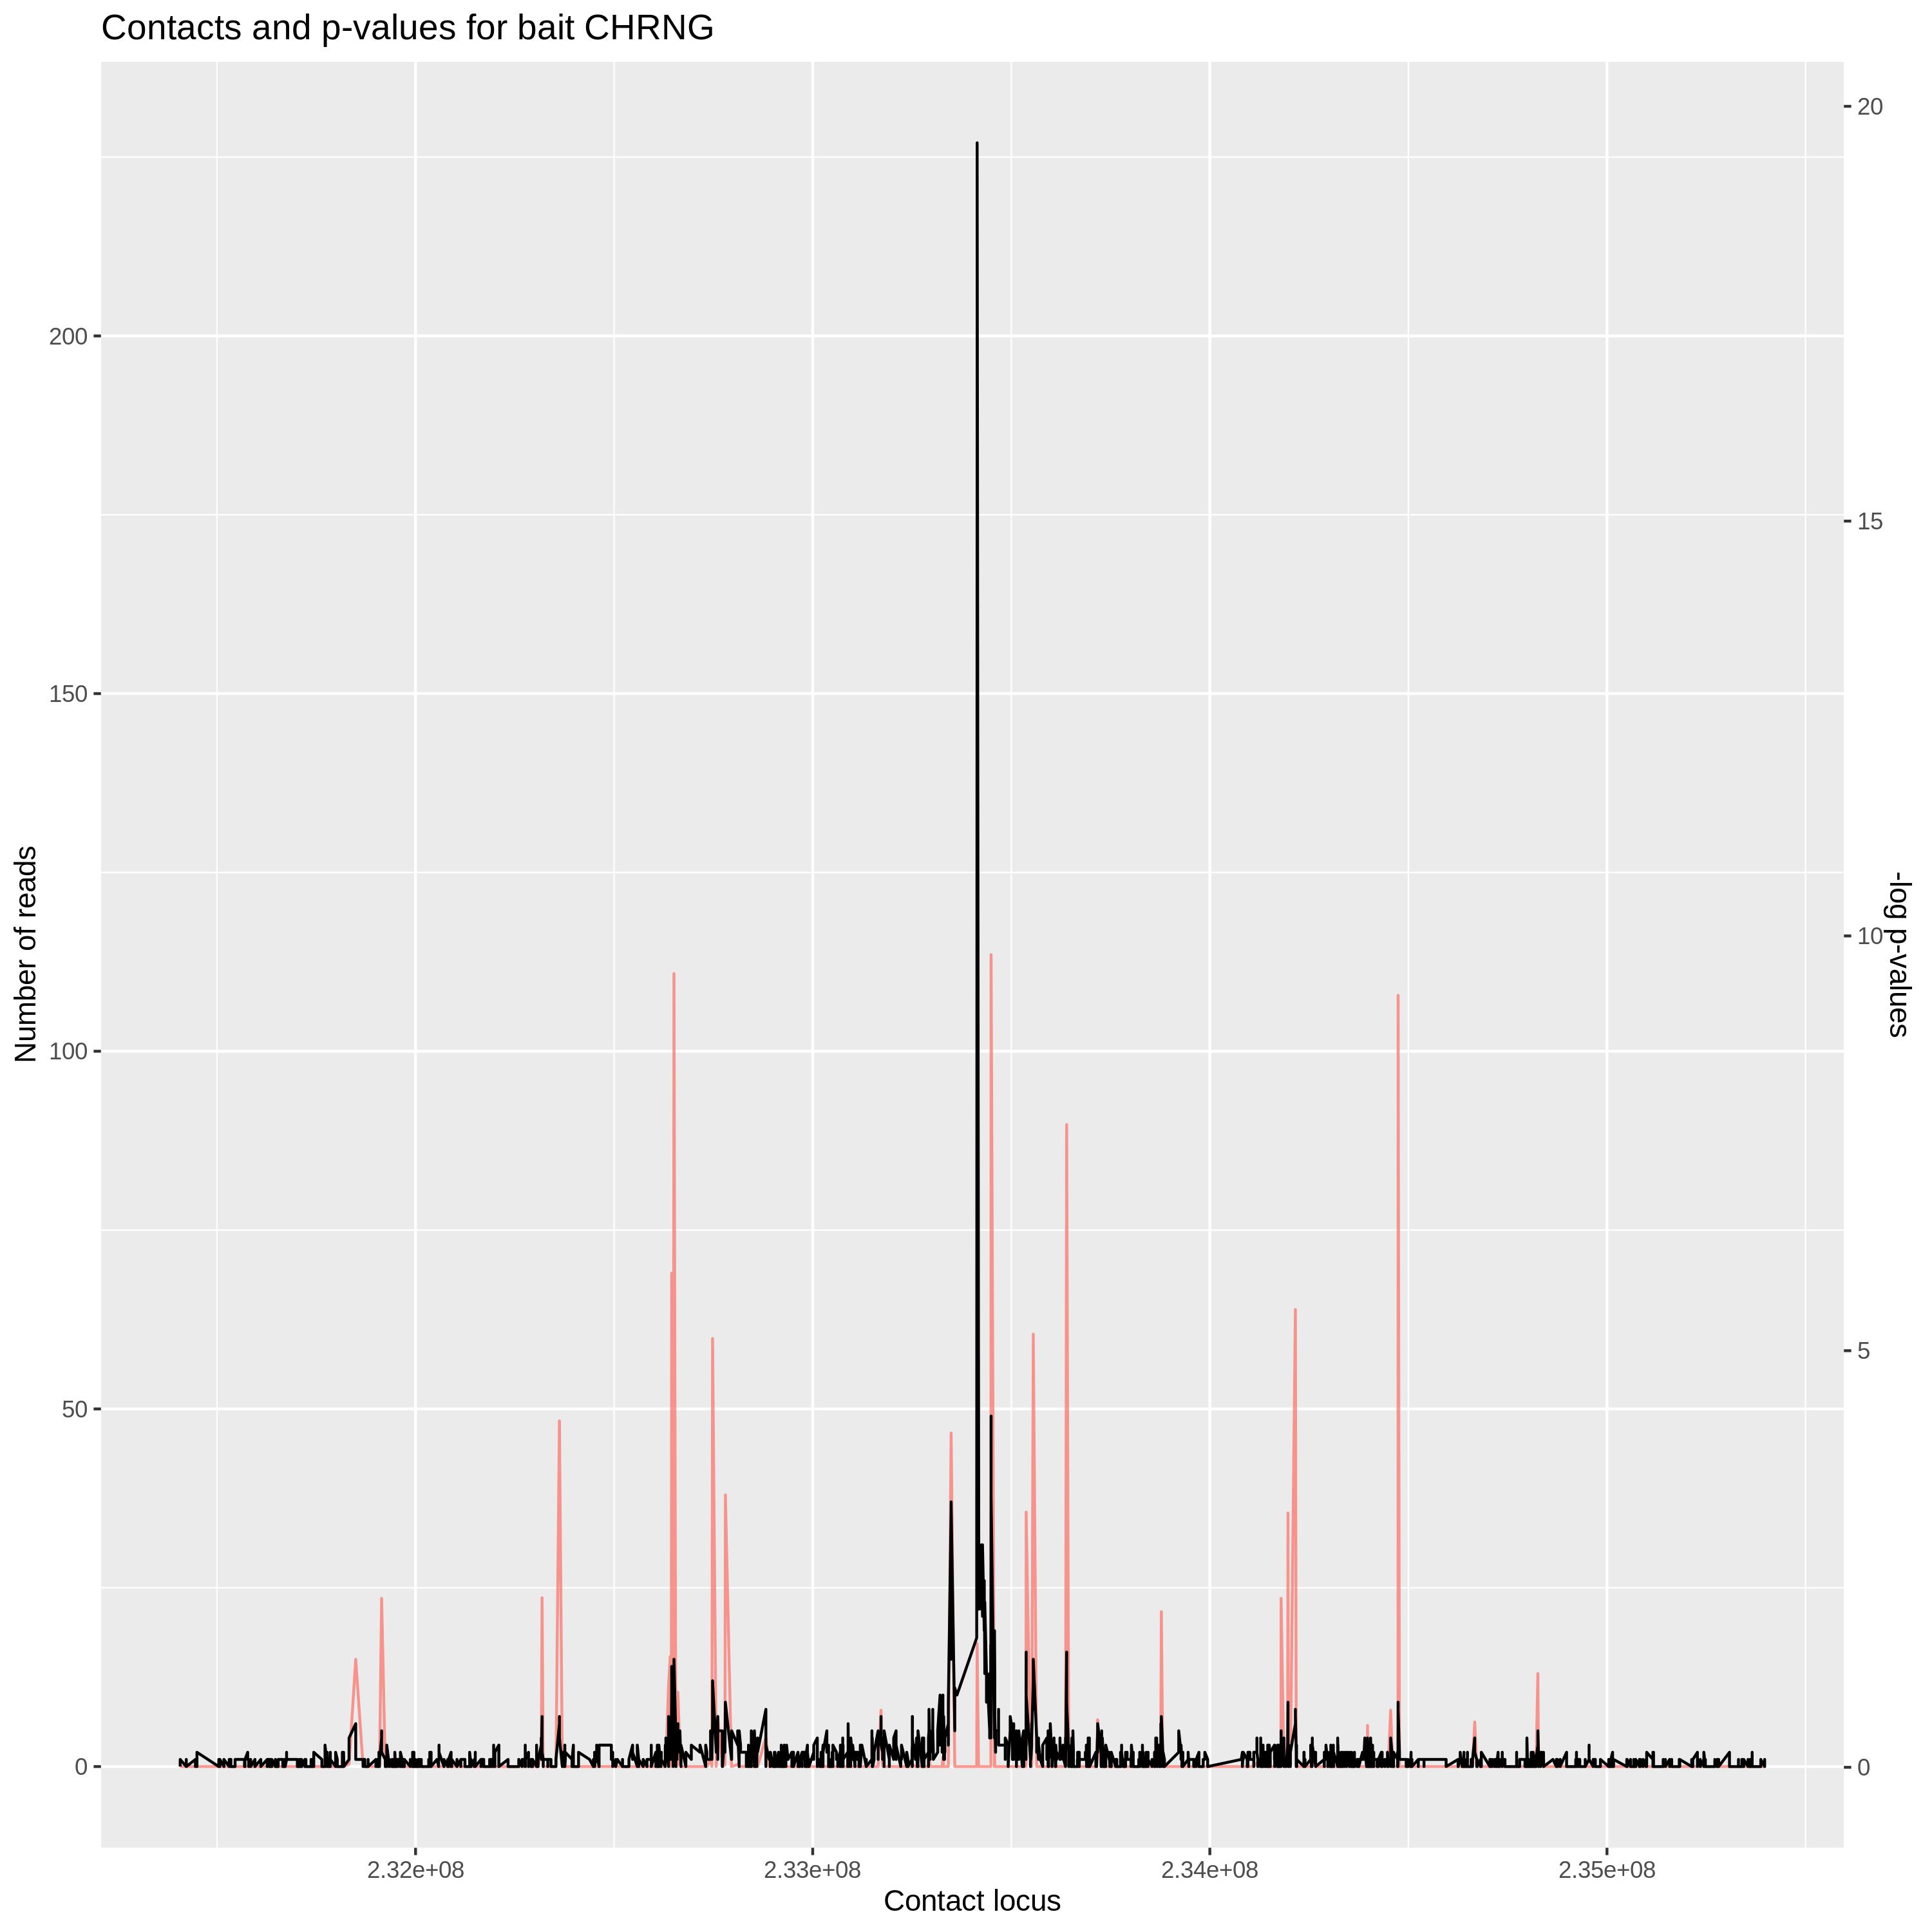 Contacts and p-values for bait CHRNG
20
200
15
150
Number of reads
10
-log p-values
100
5
50
0
0
2.32e+08 2.33e+08 2.34e+08 2.35e+08
Contact locus